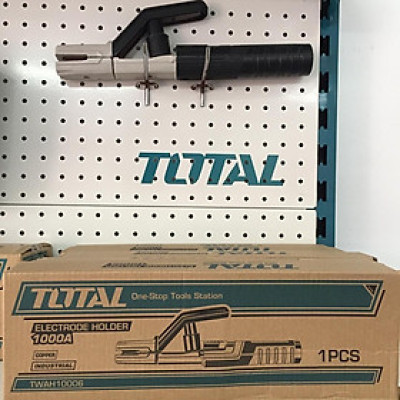 TOTAL
TOTAL One-Stop Tools Station
ELECTRODE HOLDER
1000A
COPPER
INDUSTRIAL
1PCS
TWAH10006